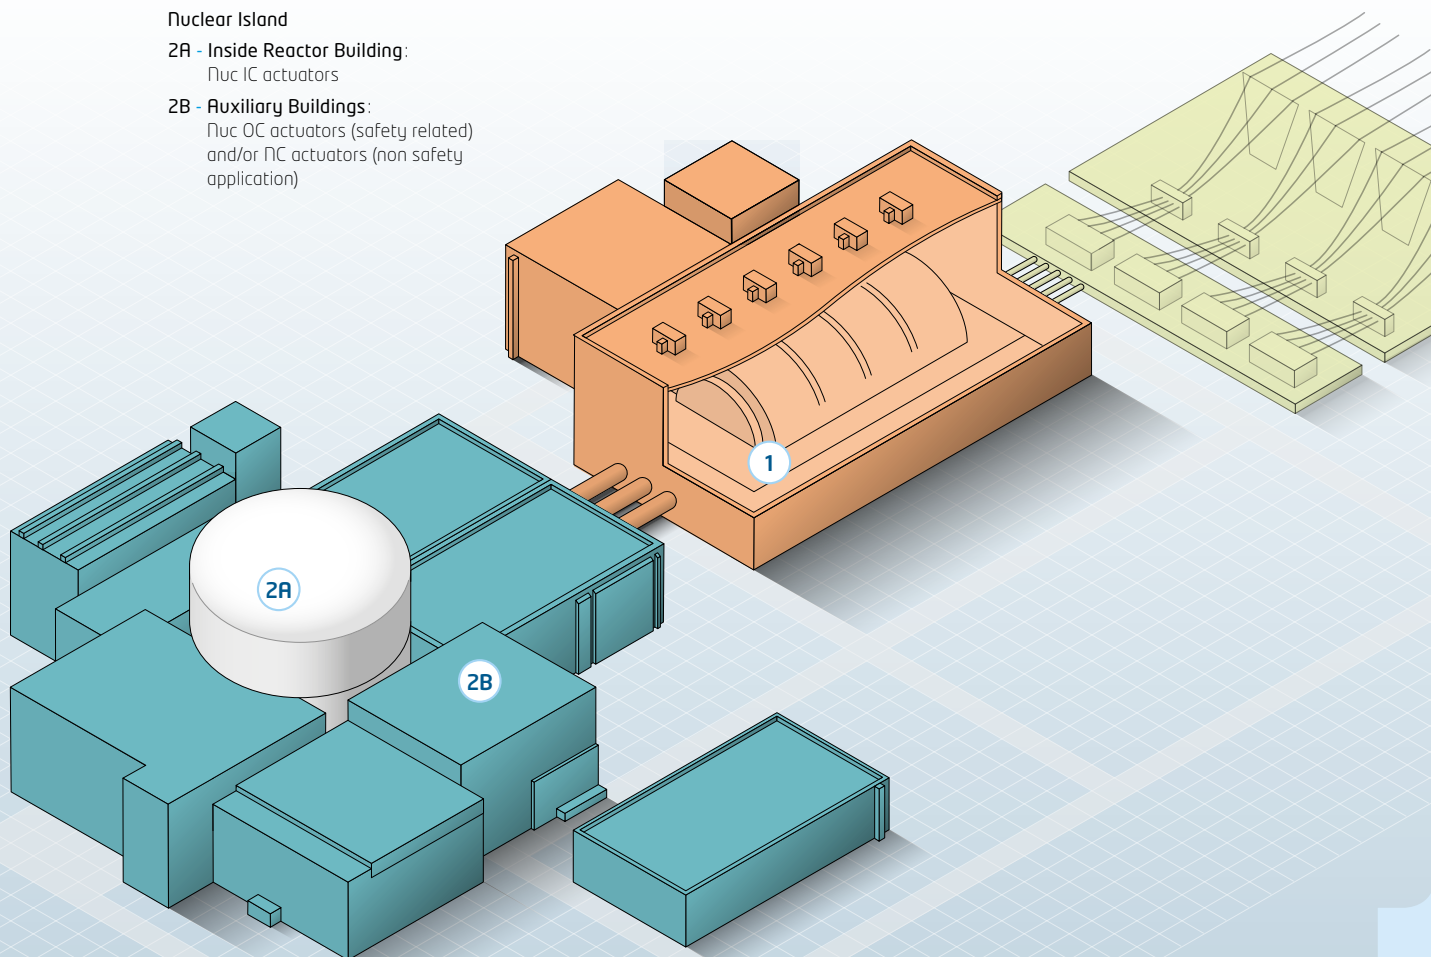 Nuclear Island
2A - Inside Reactor Building:
Nuc IC actuators
2B - Auxiliary Buildings:
Nuc OC actuators (safety related)
and/or NC actuators (non safety
application)
1
2A
2B